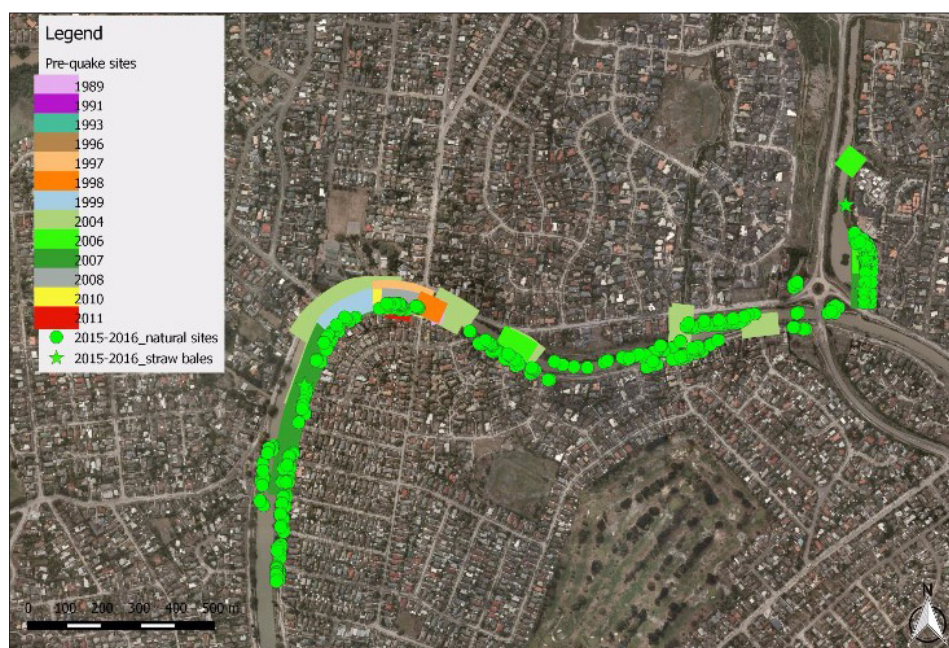 Legend
Pre-quake sites
1989
1991
1993
1996
1997
1998
1999
2004
2006
2007
2008
2010
2011
2015-2016_natural sites
2015-2016_straw bales
N
0 100 200 300 400 500 m